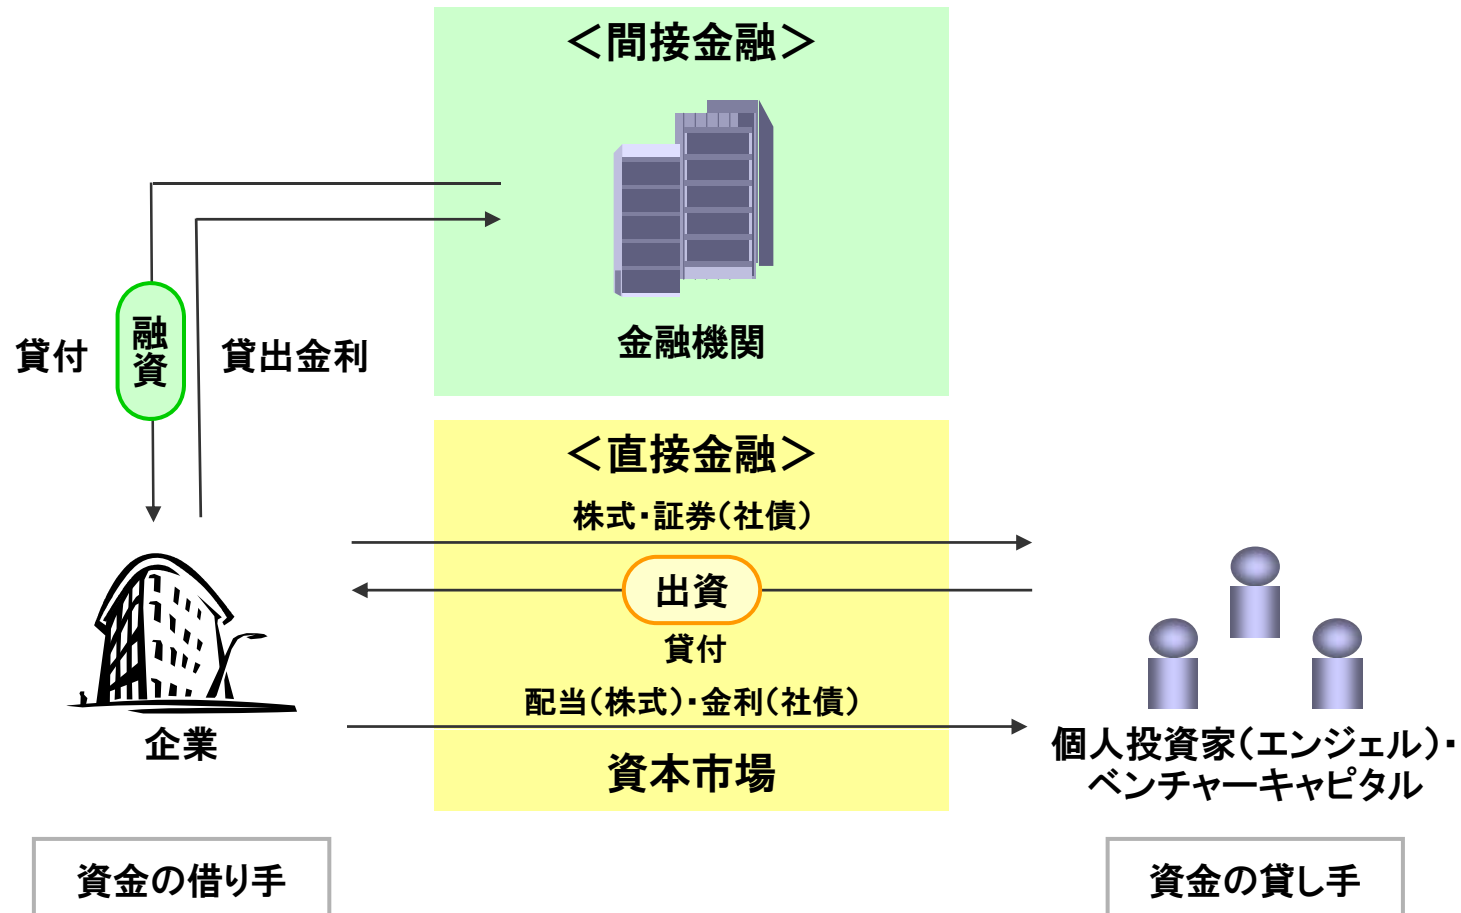 ＜間接金融＞
金融機関
貸付
融資
貸出金利
＜直接金融＞
株式・証券（社債）
出資
貸付
配当（株式）・金利（社債）
資本市場
企業
個人投資家（エンジェル）・
ベンチャーキャピタル
資金の借り手
資金の貸し手